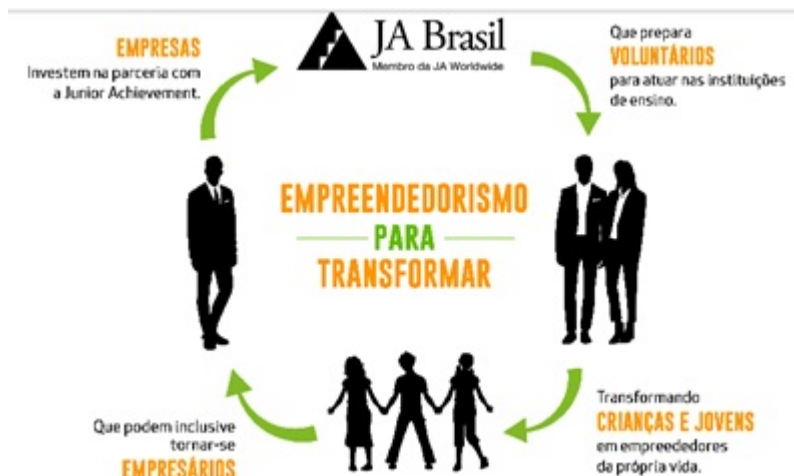 EMPRESAS
Investem na parceria com
a Junior Achievement.
JA Brasil
Membro da JA Worldwide
Que prepara
VOLUNTÁRIOS
para atuar nas instituições
de ensino.
EMPREENDEDORISMO
PARA
TRANSFORMAR
Transformando
CRIANÇAS E JOVENS
em empreededores
da própria vida.
Que podem inclusive
tornar-se
EMPRESÁRIOS